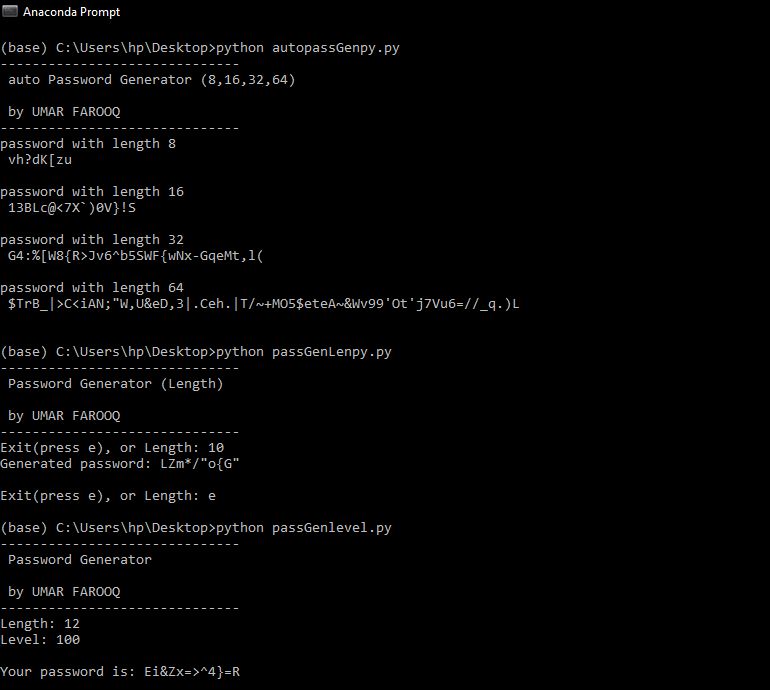 Anaconda Prompt
(base) C:\Users\hp\Desktop>python autopassGenpy.py
------------------------------
 auto Password Generator (8,16,32,64)
 by UMAR FAROOQ
------------------------------
password with length 8
 vh?dK[zu
password with length 16
 13BLc@<7X`)0V}!S
password with length 32
 G4:%[W8{R>Jv6^b5SWF{wNx-GqeMt,l(
password with length 64
 $TrB_|>C<iAN;"W,U&eD,3|.Ceh.|T/~+MO5$eteA~&Wv99'Ot'j7Vu6=//_q.)L
(base) C:\Users\hp\Desktop>python passGenLenpy.py
------------------------------
 Password Generator (Length)
 by UMAR FAROOQ
------------------------------
Exit(press e), or Length: 10
Generated password: LZm*/"o{G"
Exit(press e), or Length: e
(base) C:\Users\hp\Desktop>python passGenlevel.py
------------------------------
 Password Generator
 by UMAR FAROOQ
------------------------------
Length: 12
Level: 100
Your password is: Ei&Zx=>^4}=R